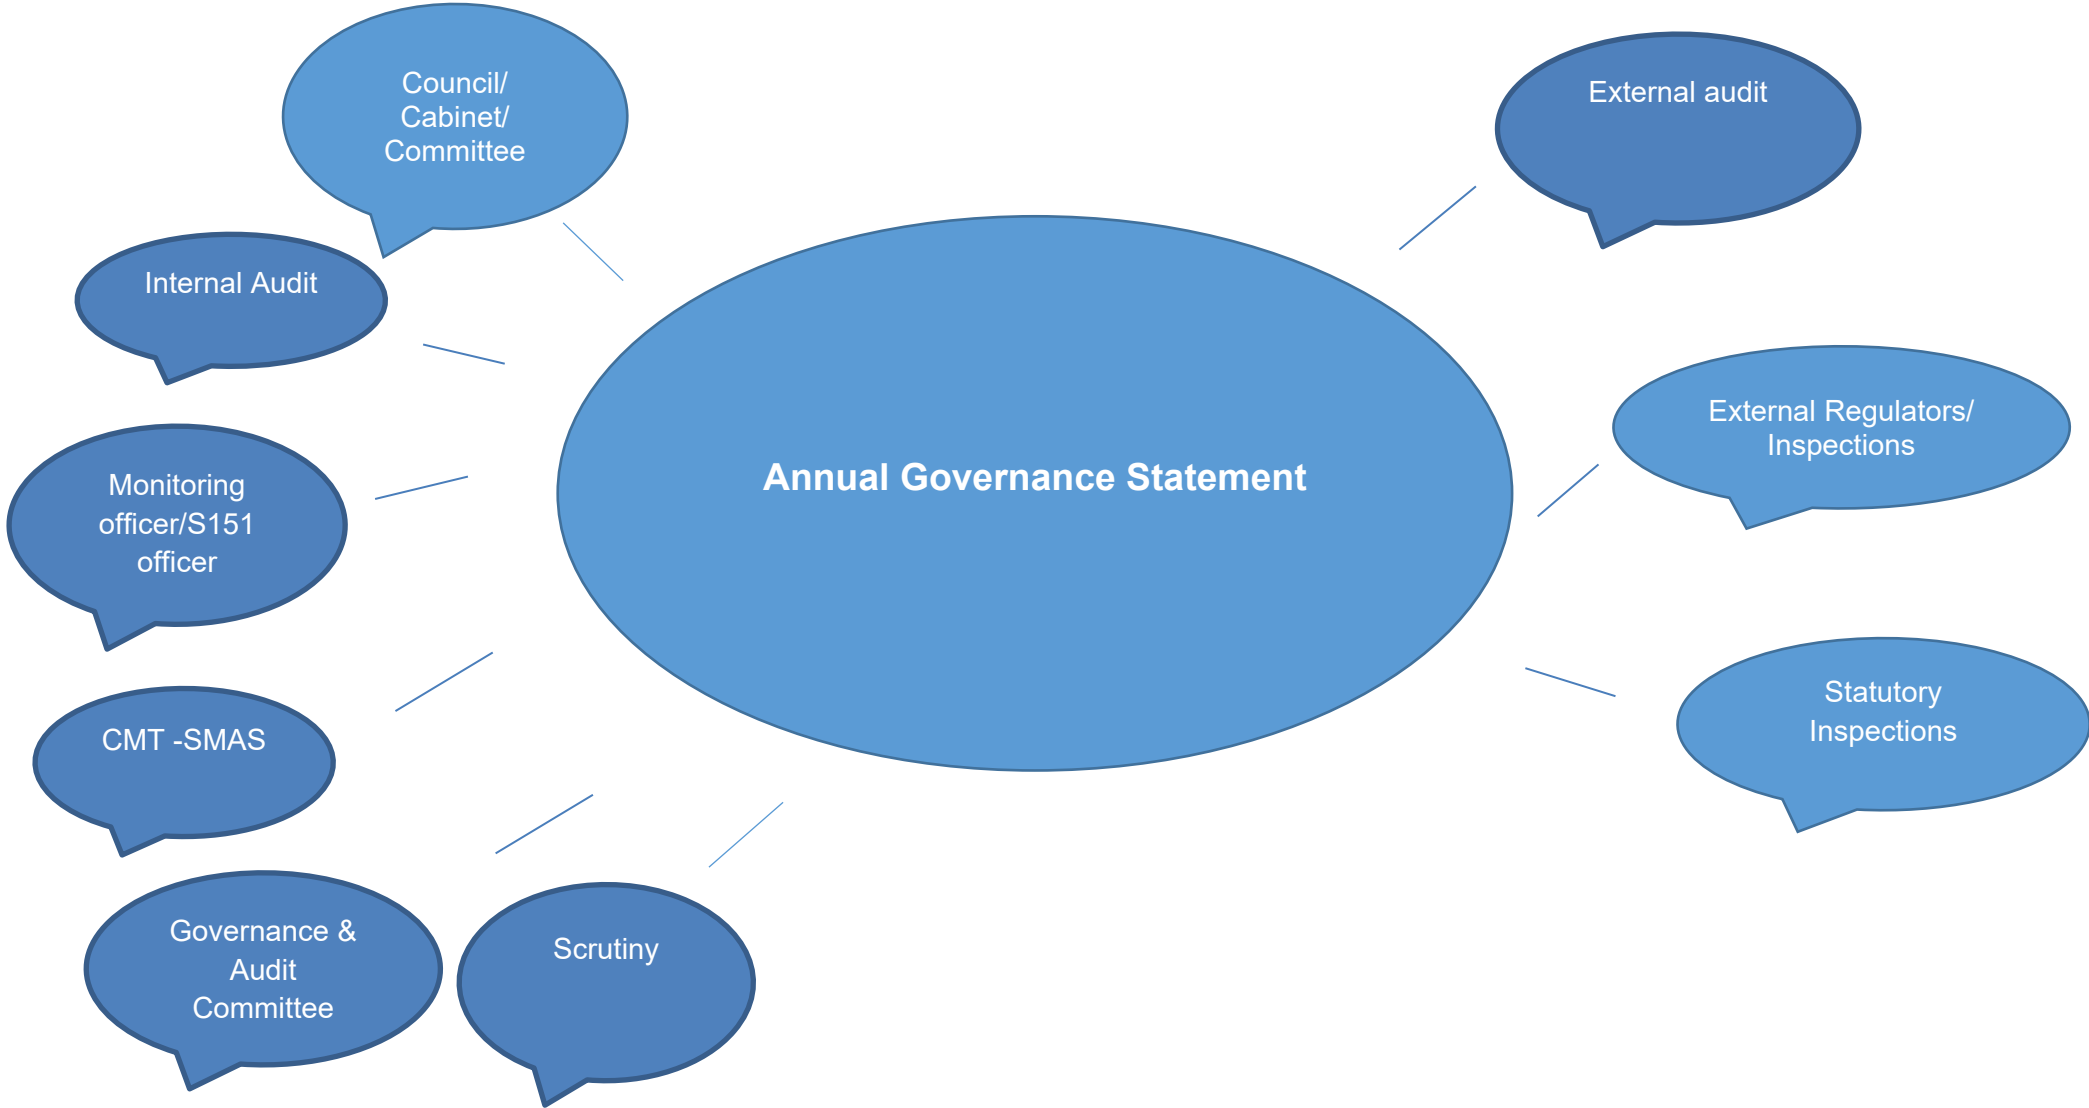 Council/
Cabinet/
Committee
External audit
Internal Audit
External Regulators/
Inspections
Annual Governance Statement
Monitoring
officer/S151
officer
Statutory
Inspections
CMT -SMAS
Governance &
Audit
Committee
Scrutiny